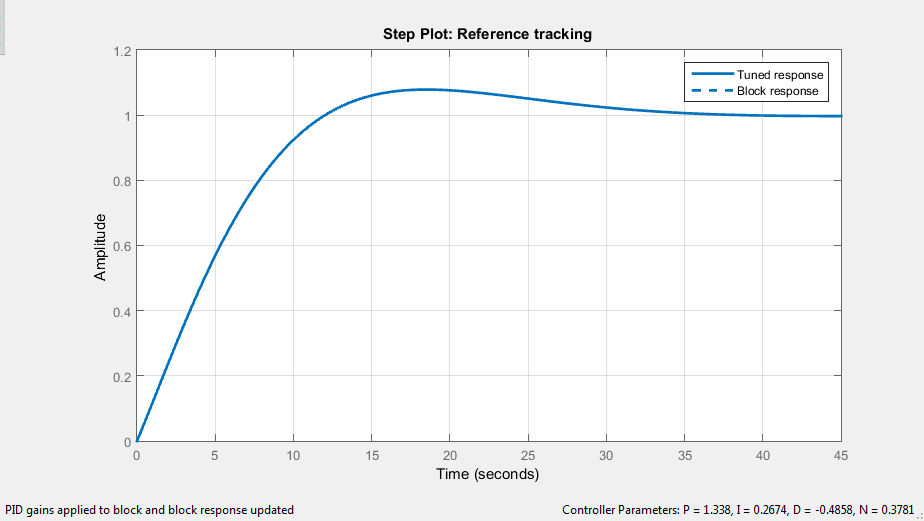 Step Plot: Reference tracking
1.2
1
0.8
0.6
0.4
0.2
0
Amplitude
Tuned response
Block response
0 5 10 15 20 25 30 35 40 45
Time (seconds)
PID gains applied to block and block response updated
Controller Parameters: P = 1.338, I = 0.2674, D = -0.4858, N = 0.3781